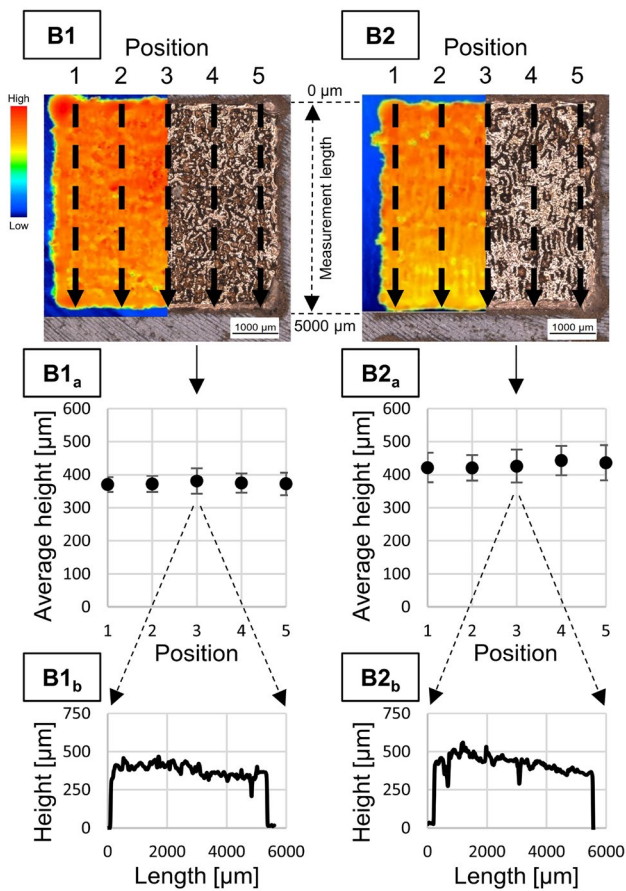 B1
Position
1 2 3 4 5
High
Low
1000 µm
0 µm
Measurement length
5000 µm
B2
Position
1 2 3 4 5
1000 µm
B1a
600
500
400
300
200
100
0
Average height [µm]
1 2 3 4 5
Position
B2a
600
500
400
300
200
100
0
Average height [µm]
1 2 3 4 5
Position
B1b
750
500
250
0
Height [µm]
0 2000 4000 6000
Length [µm]
B2b
750
500
250
0
Height [µm]
0 2000 4000 6000
Length [µm]